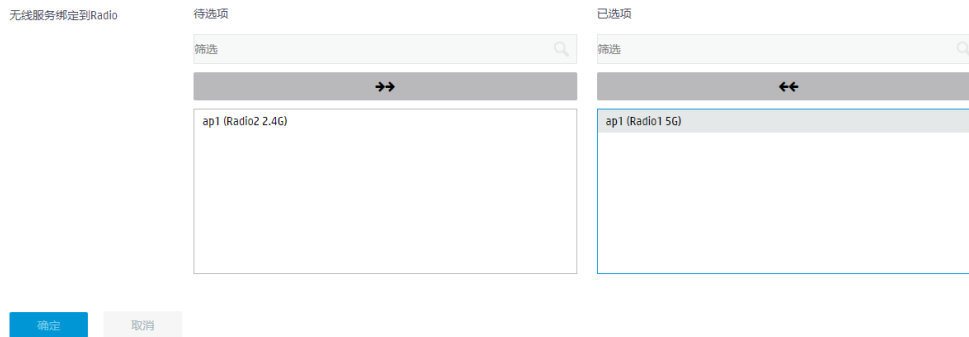 无线服务绑定到Radio
待选项
已选项
筛选
筛选
ap1 (Radio2 2.4G)
ap1 (Radio1 5G)
确定
取消